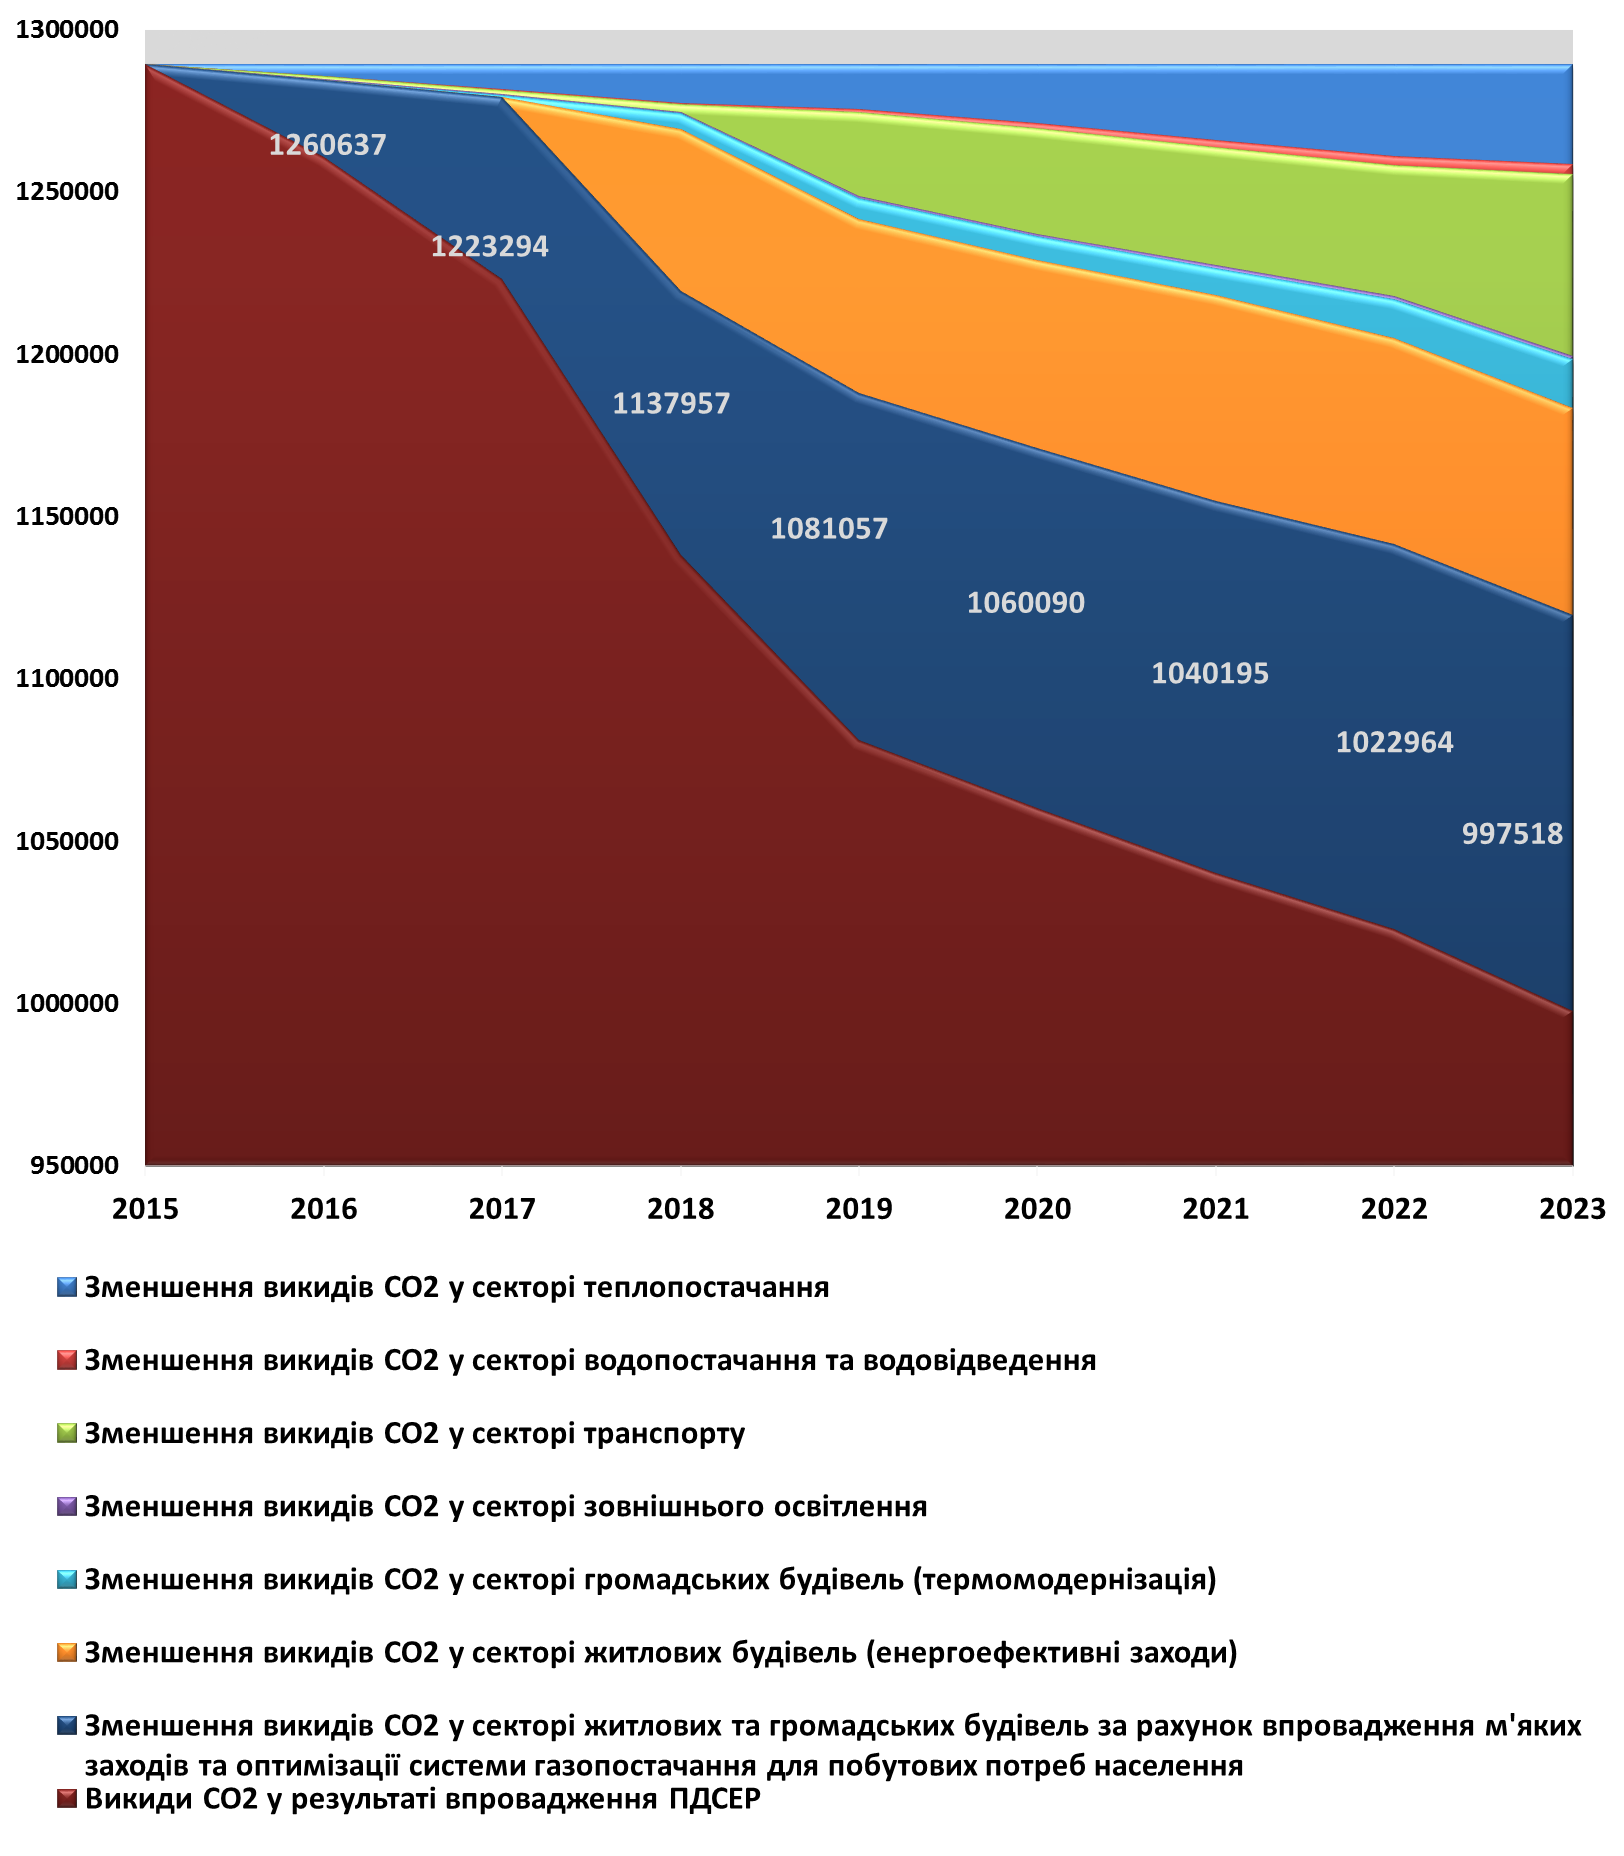 1300000
1250000
1200000
1150000
1100000
1050000
1000000
950000
1260637
1223294
1137957
1081057
1060090
1040195
1022964
997518
2015 2016 2017 2018 2019 2020 2021 2022 2023
Зменшення викидів СО2 у секторі теплопостачання
Зменшення викидів СО2 у секторі водопостачання та водовідведення
Зменшення викидів СО2 у секторі транспорту
Зменшення викидів СО2 у секторі зовнішнього освітлення
Зменшення викидів СО2 у секторі громадських будівель (термомодернізація)
Зменшення викидів СО2 у секторі житлових будівель (енергоефективні заходи)
Зменшення викидів СО2 у секторі житлових та громадських будівель за рахунок впровадження м'яких
заходів та оптимізації системи газопостачання для побутових потреб населення
Викиди СО2 у результаті впровадження ПДСЕР